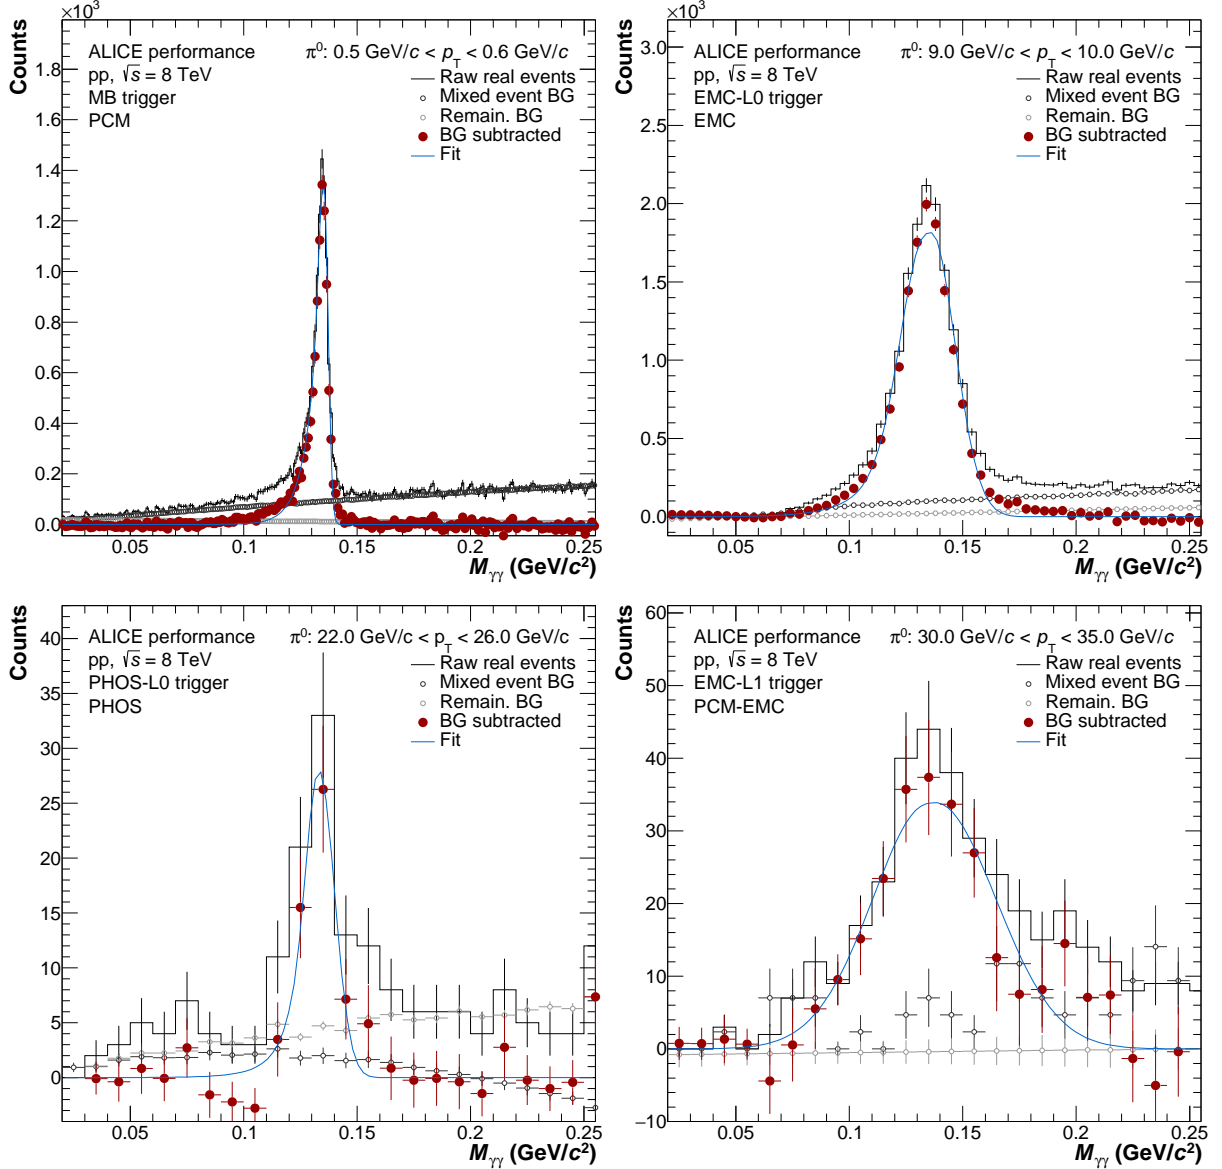 ×10³
Counts
1.8
1.6
1.4
1.2
1.0
0.8
0.6
0.4
0.2
0.0
ALICE performance
pp, √s = 8 TeV
MB trigger
PCM
π⁰: 0.5 GeV/c < p_T < 0.6 GeV/c
Raw real events
Mixed event BG
Remain. BG
BG subtracted
Fit
0.05 0.1 0.15 0.2 0.25
M_γγ (GeV/c²)
×10³
Counts
3.0
2.5
2.0
1.5
1.0
0.5
0.0
ALICE performance
pp, √s = 8 TeV
EMC-L0 trigger
EMC
π⁰: 9.0 GeV/c < p_T < 10.0 GeV/c
Raw real events
Mixed event BG
Remain. BG
BG subtracted
Fit
0.05 0.1 0.15 0.2 0.25
M_γγ (GeV/c²)
Counts
40
35
30
25
20
15
10
5
0
ALICE performance
pp, √s = 8 TeV
PHOS-L0 trigger
PHOS
π⁰: 22.0 GeV/c < p_T < 26.0 GeV/c
Raw real events
Mixed event BG
Remain. BG
BG subtracted
Fit
0.05 0.1 0.15 0.2 0.25
M_γγ (GeV/c²)
Counts
60
50
40
30
20
10
0
−10
ALICE performance
pp, √s = 8 TeV
EMC-L1 trigger
PCM-EMC
π⁰: 30.0 GeV/c < p_T < 35.0 GeV/c
Raw real events
Mixed event BG
Remain. BG
BG subtracted
Fit
0.05 0.1 0.15 0.2 0.25
M_γγ (GeV/c²)